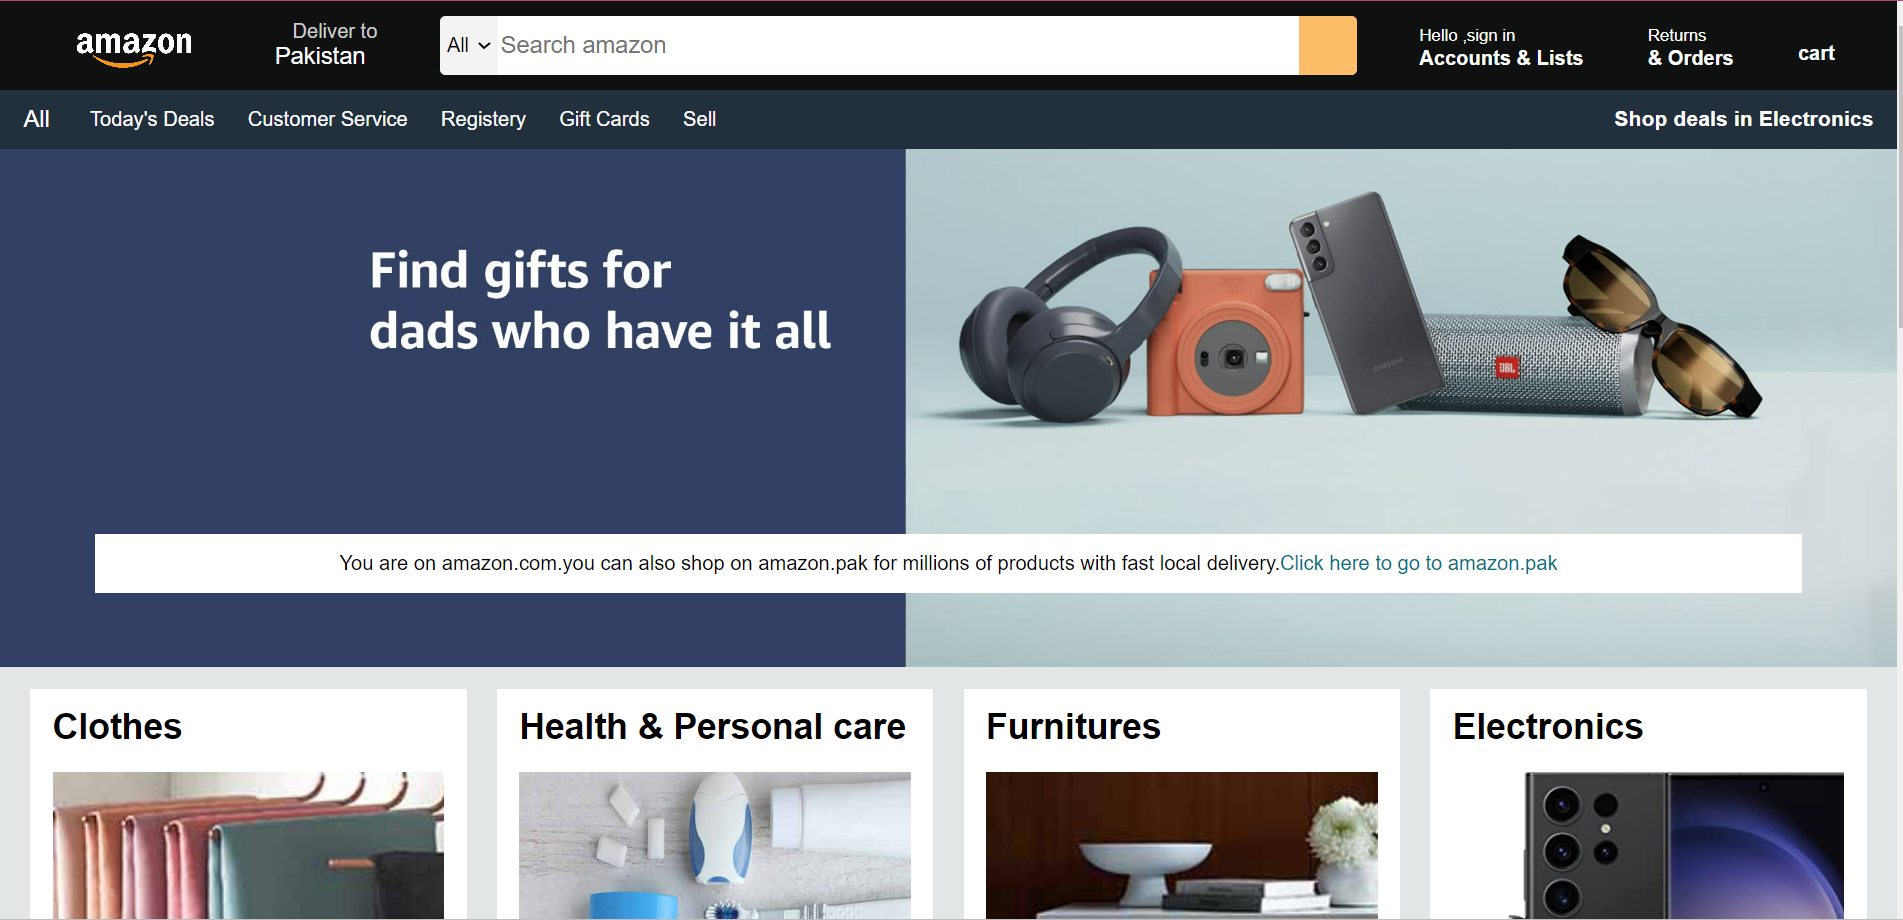 amazon
Deliver to
Pakistan
All
Search amazon
Hello ,sign in
Accounts & Lists
Returns
& Orders
cart
All
Today's Deals
Customer Service
Registery
Gift Cards
Sell
Shop deals in Electronics
Find gifts for
dads who have it all
SAMSUNG
JBL
You are on amazon.com.you can also shop on amazon.pak for millions of products with fast local delivery.Click here to go to amazon.pak
Clothes
Health & Personal care
Furnitures
Electronics